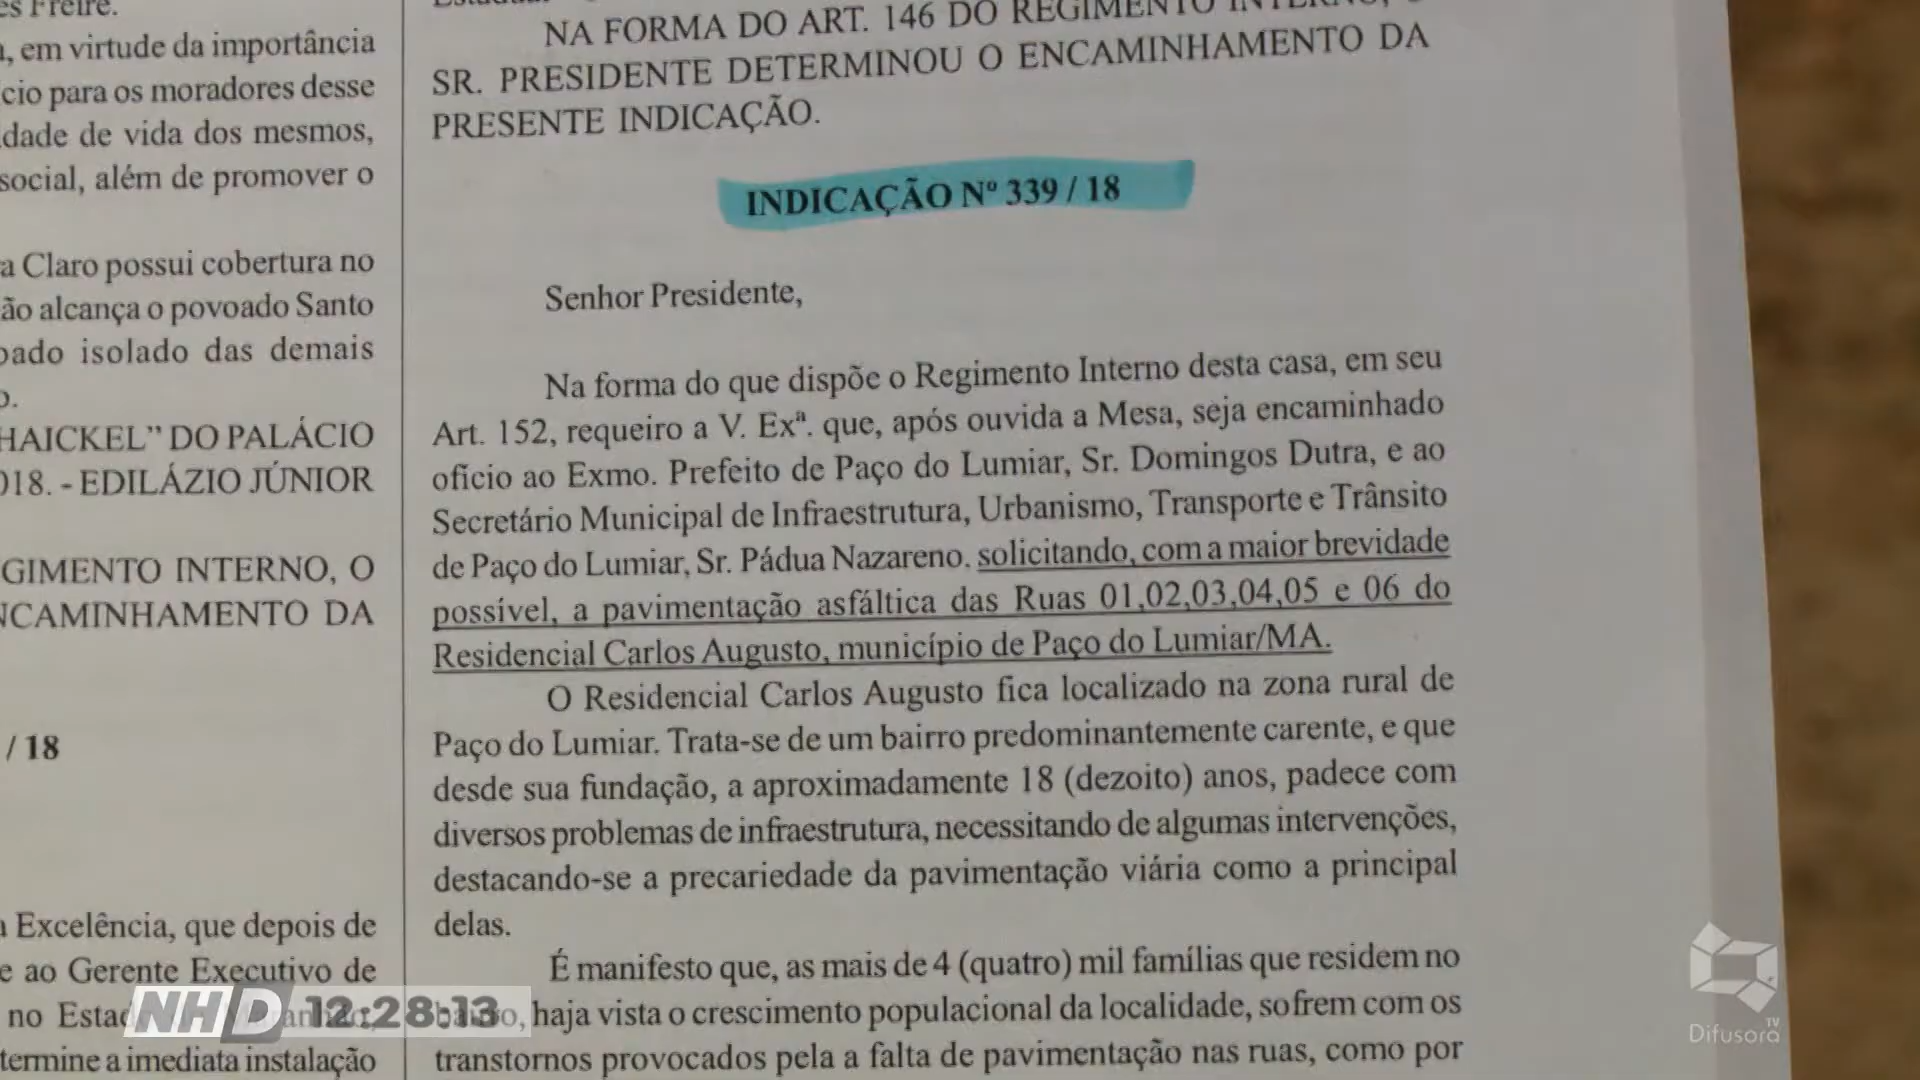 es Freire.
, em virtude da importância
cio para os moradores desse
dade de vida dos mesmos,
social, além de promover o
a Claro possui cobertura no
ão alcança o povoado Santo
oado isolado das demais
o.
HAICKEL” DO PALÁCIO
018. - EDILÁZIO JÚNIOR
GIMENTO INTERNO, O
NCAMINHAMENTO DA
/ 18
Excelência, que depois de
e ao Gerente Executivo de
no Estado
termine a imediata instalação
NA FORMA DO ART. 146 DO REGIMENTO INTERNO, O
SR. PRESIDENTE DETERMINOU O ENCAMINHAMENTO DA
PRESENTE INDICAÇÃO.
INDICAÇÃO Nº 339 / 18
Senhor Presidente,
Na forma do que dispõe o Regimento Interno desta casa, em seu
Art. 152, requeiro a V. Exª. que, após ouvida a Mesa, seja encaminhado
ofício ao Exmo. Prefeito de Paço do Lumiar, Sr. Domingos Dutra, e ao
Secretário Municipal de Infraestrutura, Urbanismo, Transporte e Trânsito
de Paço do Lumiar, Sr. Pádua Nazareno, solicitando, com a maior brevidade
possível, a pavimentação asfáltica das Ruas 01,02,03,04,05 e 06 do
Residencial Carlos Augusto, município de Paço do Lumiar/MA.
O Residencial Carlos Augusto fica localizado na zona rural de
Paço do Lumiar. Trata-se de um bairro predominantemente carente, e que
desde sua fundação, a aproximadamente 18 (dezoito) anos, padece com
diversos problemas de infraestrutura, necessitando de algumas intervenções,
destacando-se a precariedade da pavimentação viária como a principal
delas.
É manifesto que, as mais de 4 (quatro) mil famílias que residem no
bairro, haja vista o crescimento populacional da localidade, sofrem com os
transtornos provocados pela a falta de pavimentação nas ruas, como por
NHD 12:28:13
TV
Difusora